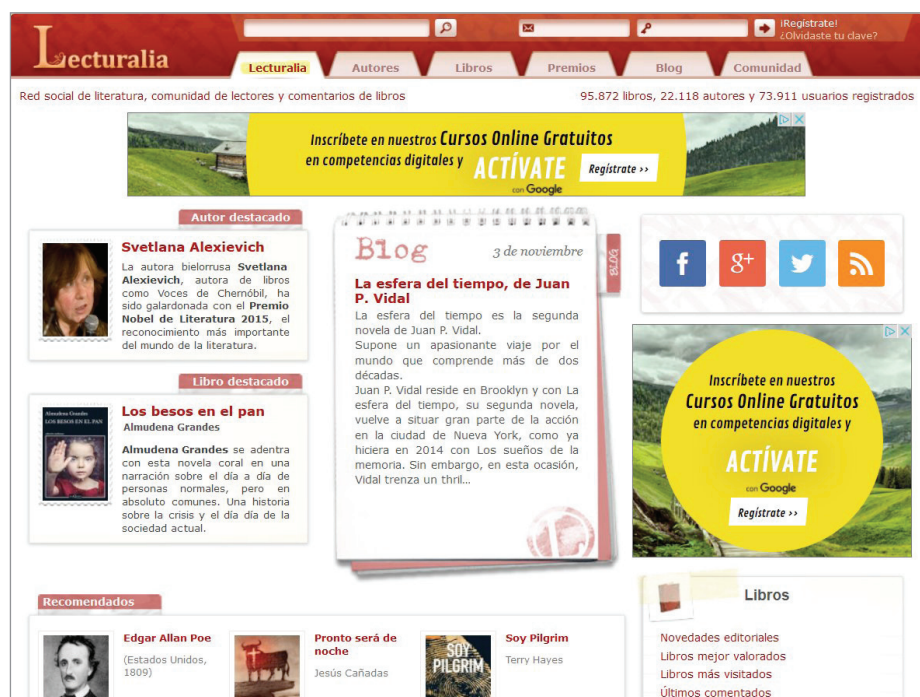 Lecturalia
¡Regístrate!
¿Olvidaste tu clave?
Lecturalia
Autores
Libros
Premios
Blog
Comunidad
Red social de literatura, comunidad de lectores y comentarios de libros
95.872 libros, 22.118 autores y 73.911 usuarios registrados
Inscríbete en nuestros Cursos Online Gratuitos
en competencias digitales y ACTÍVATE
con Google
Regístrate >>
Autor destacado
Svetlana Alexievich
La autora bielorrusa Svetlana
Alexievich, autora de libros
como Voces de Chernóbil, ha
sido galardonada con el Premio
Nobel de Literatura 2015, el
reconocimiento más importante
del mundo de la literatura.
Libro destacado
Almudena Grandes
LOS BESOS EN EL PAN
Los besos en el pan
Almudena Grandes
Almudena Grandes se adentra
con esta novela coral en una
narración sobre el día a día de
personas normales, pero en
absoluto comunes. Una historia
sobre la crisis y el día día de la
sociedad actual.
Blog
3 de noviembre
BLOG
La esfera del tiempo, de Juan
P. Vidal
La esfera del tiempo es la segunda
novela de Juan P. Vidal.
Supone un apasionante viaje por el
mundo que comprende más de dos
décadas.
Juan P. Vidal reside en Brooklyn y con La
esfera del tiempo, su segunda novela,
vuelve a situar gran parte de la acción
en la ciudad de Nueva York, como ya
hiciera en 2014 con Los sueños de la
memoria. Sin embargo, en esta ocasión,
Vidal trenza un thril...
f
g+
Inscríbete en nuestros
Cursos Online Gratuitos
en competencias digitales y
ACTÍVATE
con Google
Regístrate >>
Recomendados
Edgar Allan Poe
(Estados Unidos,
1809)
Pronto será de
noche
Jesús Cañadas
SOY
PILGRIM
Soy Pilgrim
Terry Hayes
Libros
Novedades editoriales
Libros mejor valorados
Libros más visitados
Últimos comentados